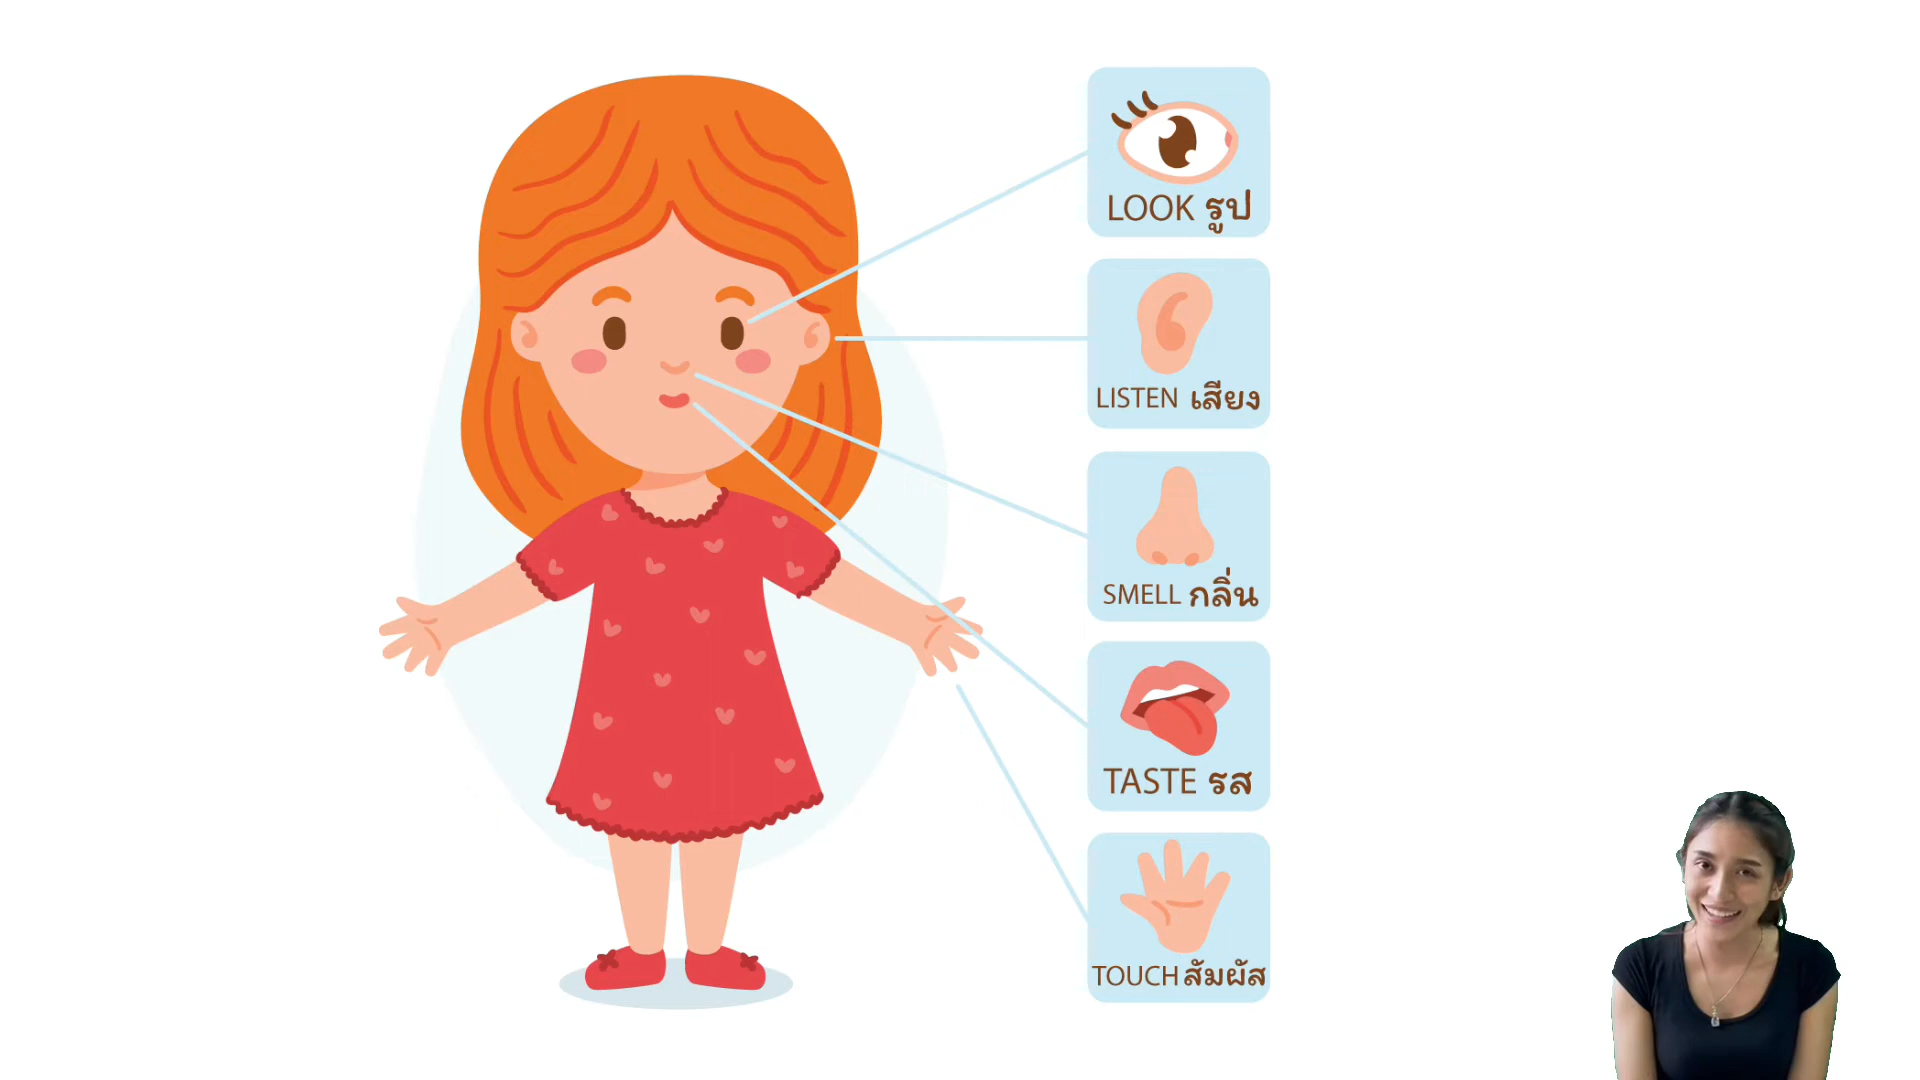 LOOK รูป
LISTEN เสียง
SMELL กลิ่น
TASTE รส
TOUCH สัมผัส